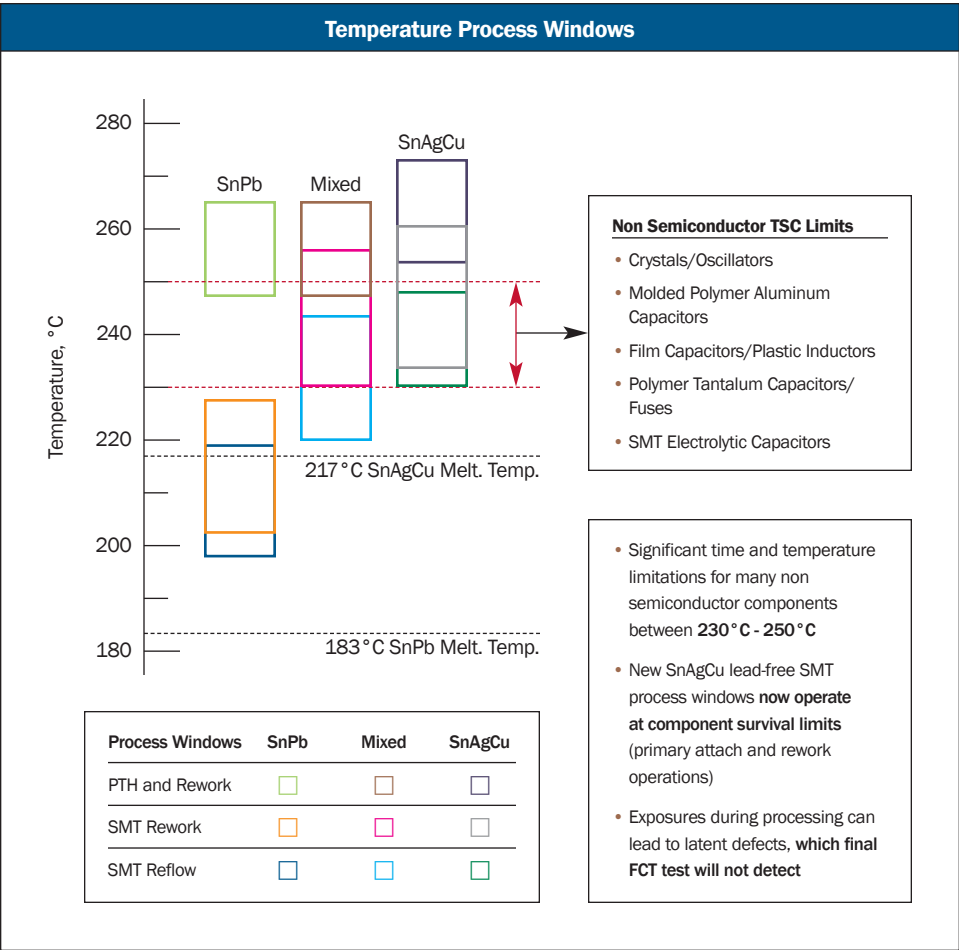 Temperature Process Windows
280
260
240
220
200
180
Temperature, °C
SnPb
Mixed
SnAgCu
217°C SnAgCu Melt. Temp.
183°C SnPb Melt. Temp.
Non Semiconductor TSC Limits
• Crystals/Oscillators
• Molded Polymer Aluminum
Capacitors
• Film Capacitors/Plastic Inductors
• Polymer Tantalum Capacitors/
Fuses
• SMT Electrolytic Capacitors
• Significant time and temperature
limitations for many non
semiconductor components
between 230°C - 250°C
• New SnAgCu lead-free SMT
process windows now operate
at component survival limits
(primary attach and rework
operations)
• Exposures during processing can
lead to latent defects, which final
FCT test will not detect
Process Windows SnPb Mixed SnAgCu
PTH and Rework
SMT Rework
SMT Reflow